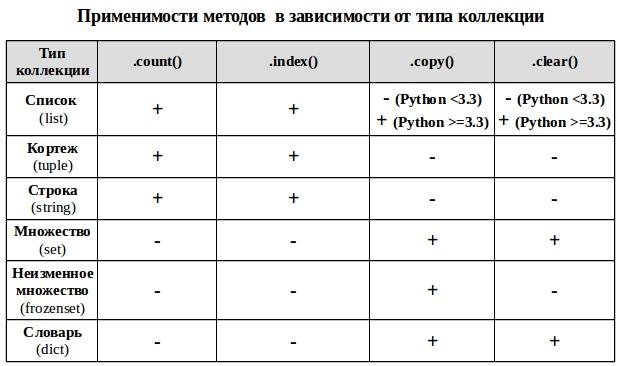 Применимости методов в зависимости от типа коллекции
Тип
коллекции
.count()
.index()
.copy()
.clear()
Список
(list)
+
+
- (Python <3.3)
+ (Python >=3.3)
- (Python <3.3)
+ (Python >=3.3)
Кортеж
(tuple)
+
+
-
-
Строка
(string)
+
+
-
-
Множество
(set)
-
-
+
+
Неизменное
множество
(frozenset)
-
-
+
-
Словарь
(dict)
-
-
+
+